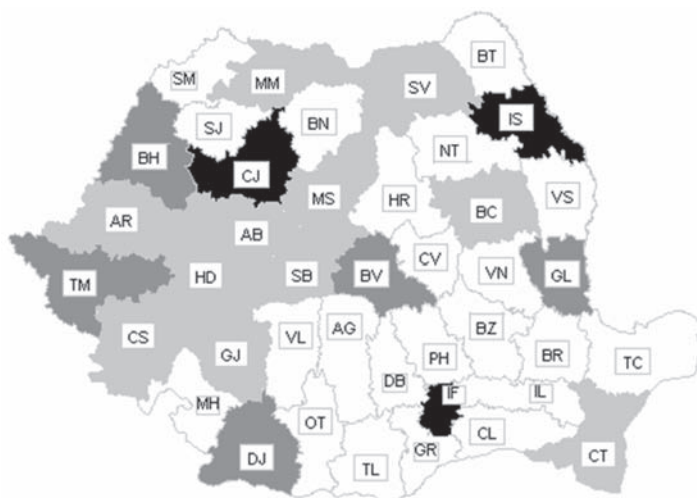 BT
SM
MM
SV
SJ
BN
IS
BH
CJ
NT
MS
HR
BC
VS
AR
AB
TM
HD
SB
BV
CV
VN
GL
CS
GJ
VL
AG
PH
BZ
BR
TC
DB
IF
IL
MH
OT
CL
GR
DJ
TL
CT